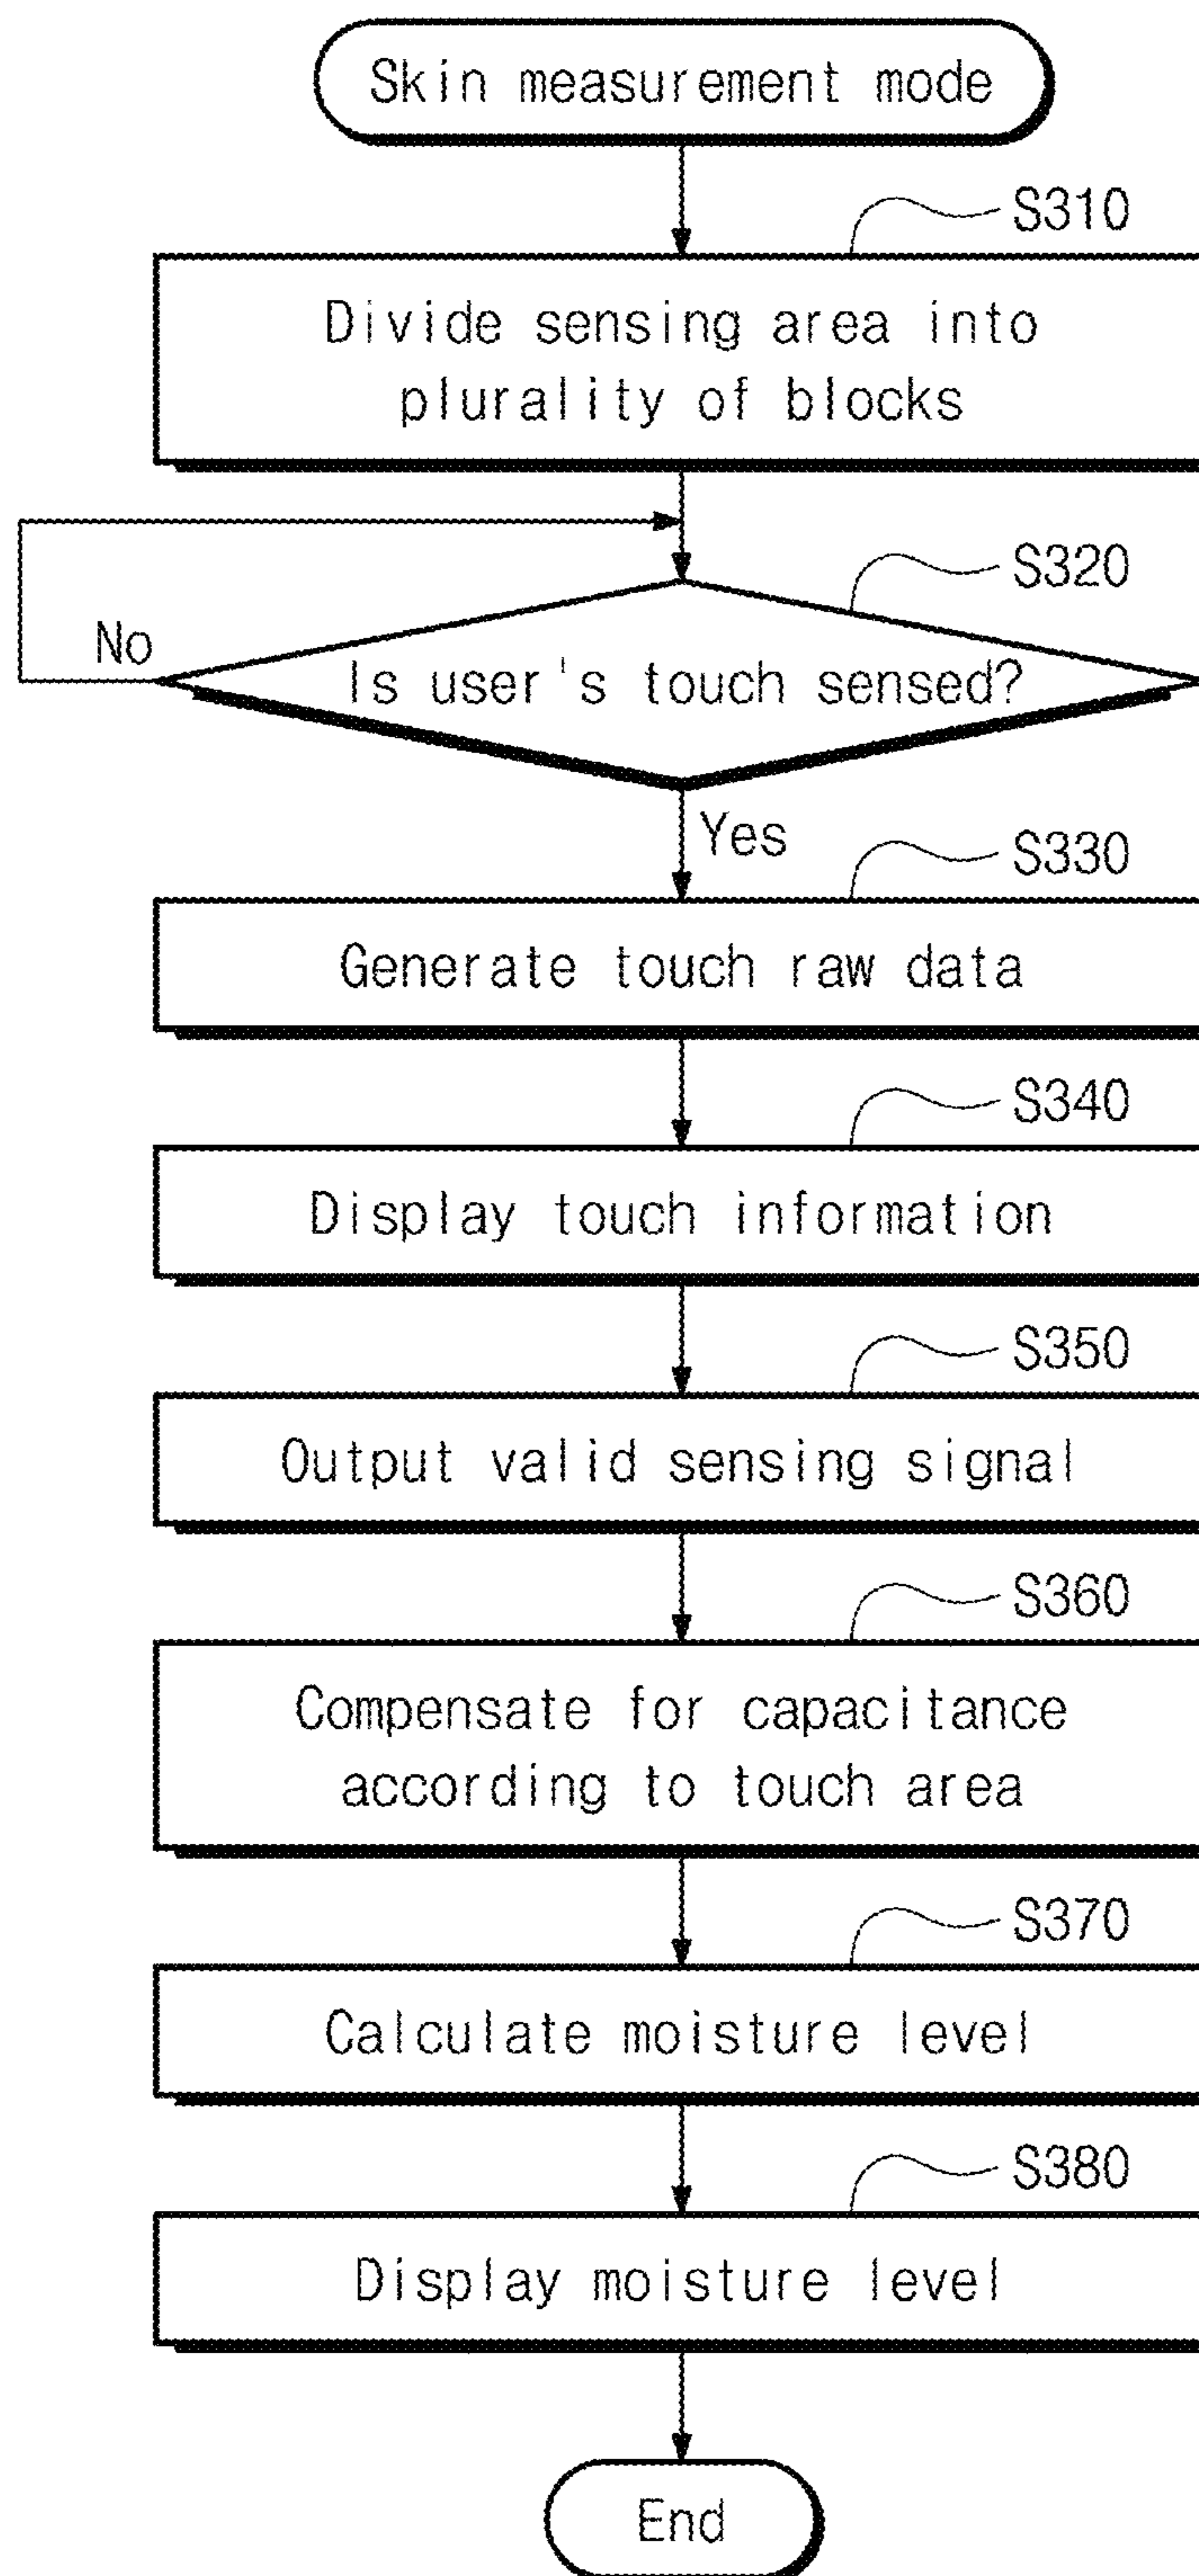 Skin measurement mode
S310
Divide sensing area into
plurality of blocks
S320
No
Is user's touch sensed?
Yes
S330
Generate touch raw data
S340
Display touch information
S350
Output valid sensing signal
S360
Compensate for capacitance
according to touch area
S370
Calculate moisture level
S380
Display moisture level
End